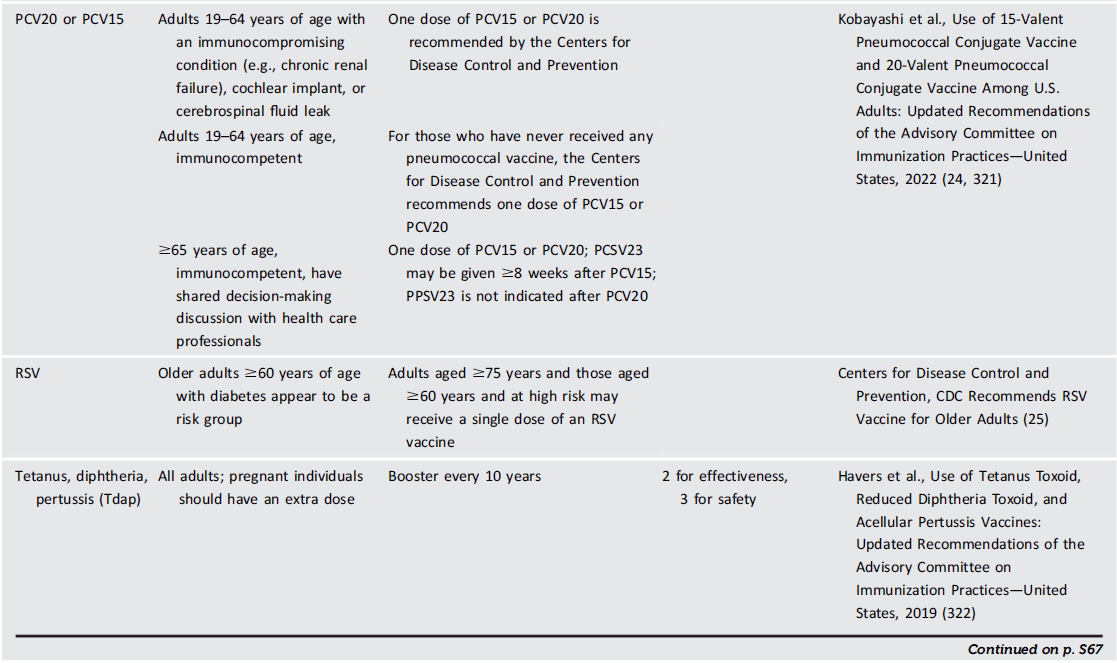 PCV20 or PCV15
Adults 19–64 years of age with
an immunocompromising
condition (e.g., chronic renal
failure), cochlear implant, or
cerebrospinal fluid leak
One dose of PCV15 or PCV20 is
recommended by the Centers for
Disease Control and Prevention
Kobayashi et al., Use of 15-Valent
Pneumococcal Conjugate Vaccine
and 20-Valent Pneumococcal
Conjugate Vaccine Among U.S.
Adults: Updated Recommendations
of the Advisory Committee on
Immunization Practices—United
States, 2022 (24, 321)
Adults 19–64 years of age,
immunocompetent
For those who have never received any
pneumococcal vaccine, the Centers
for Disease Control and Prevention
recommends one dose of PCV15 or
PCV20
≥65 years of age,
immunocompetent, have
shared decision-making
discussion with health care
professionals
One dose of PCV15 or PCV20; PCSV23
may be given ≥8 weeks after PCV15;
PPSV23 is not indicated after PCV20
RSV
Older adults ≥60 years of age
with diabetes appear to be a
risk group
Adults aged ≥75 years and those aged
≥60 years and at high risk may
receive a single dose of an RSV
vaccine
Centers for Disease Control and
Prevention, CDC Recommends RSV
Vaccine for Older Adults (25)
Tetanus, diphtheria,
pertussis (Tdap)
All adults; pregnant individuals
should have an extra dose
Booster every 10 years
2 for effectiveness,
3 for safety
Havers et al., Use of Tetanus Toxoid,
Reduced Diphtheria Toxoid, and
Acellular Pertussis Vaccines:
Updated Recommendations of the
Advisory Committee on
Immunization Practices—United
States, 2019 (322)
Continued on p. S67